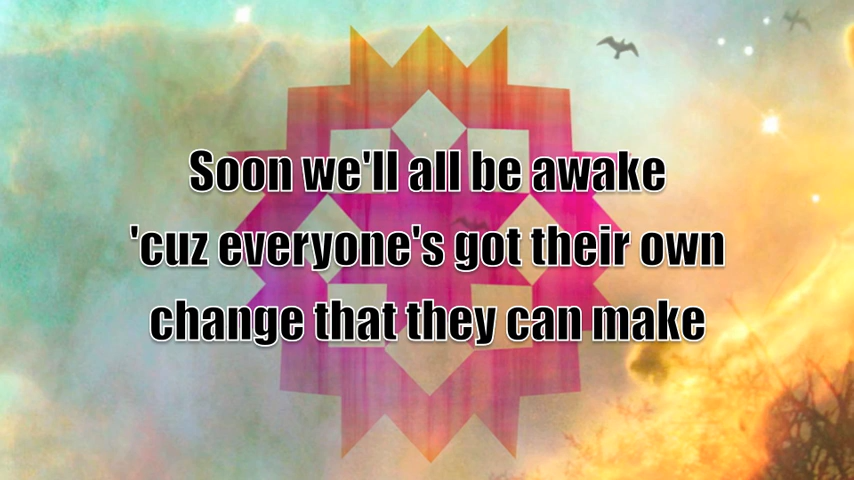 Soon we'll all be awake
'cuz everyone's got their own
change that they can make